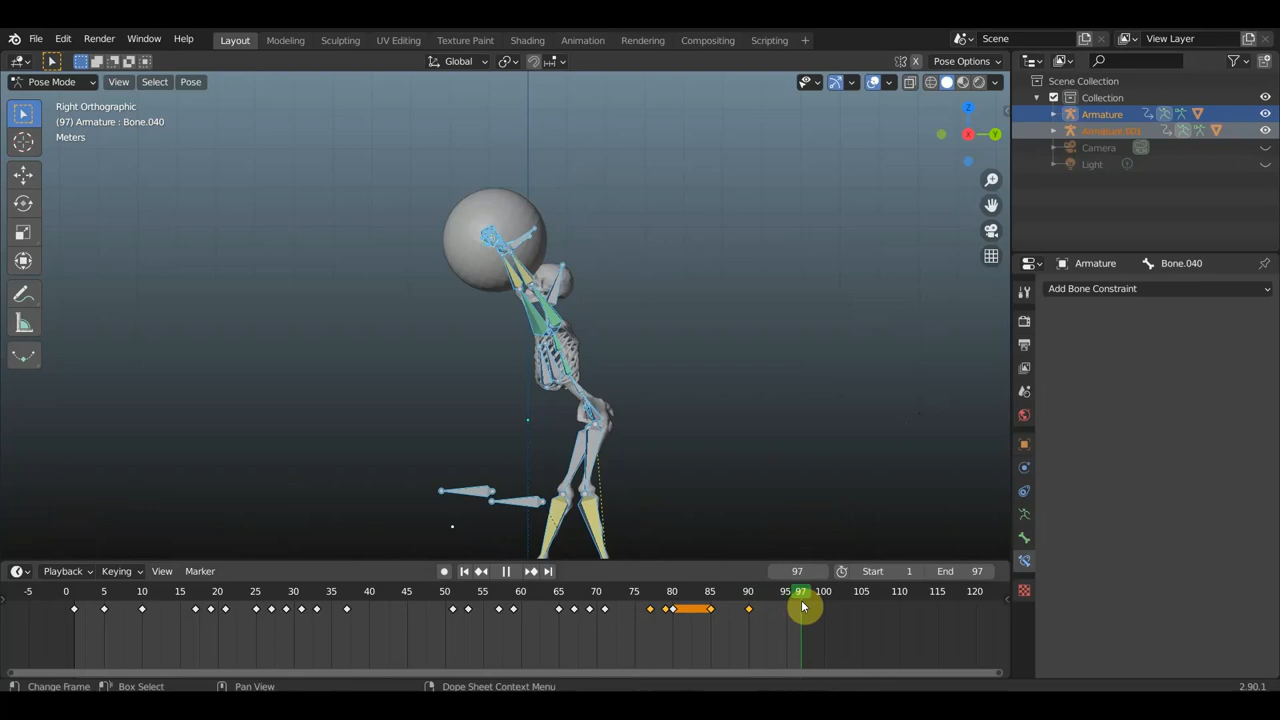 File Edit Render Window Help Layout Modeling Sculpting UV Editing Texture Paint Shading Animation Rendering Compositing Scripting + Scene View Layer
Global Pose Options X
Pose Mode View Select Pose
Right Orthographic
(97) Armature : Bone.040
Meters
Z
X
Y
Scene Collection
Collection
Armature
Armature.001
Camera
Light
Armature Bone.040
Add Bone Constraint
Playback Keying View Marker 97 Start 1 End 97
-5 0 5 10 15 20 25 30 35 40 45 50 55 60 65 70 75 80 85 90 95 97 100 105 110 115 120
Change Frame Box Select Pan View Dope Sheet Context Menu 2.90.1